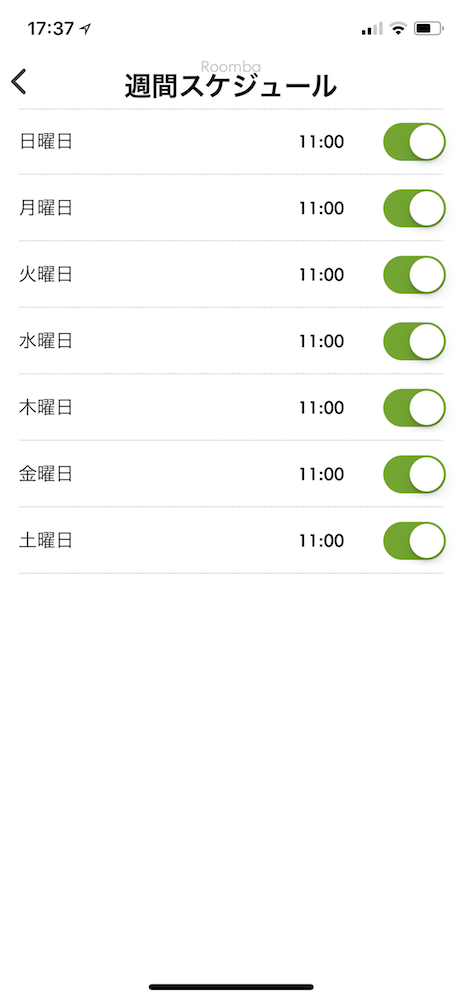 17:37
Roomba
週間スケジュール
日曜日 11:00
月曜日 11:00
火曜日 11:00
水曜日 11:00
木曜日 11:00
金曜日 11:00
土曜日 11:00